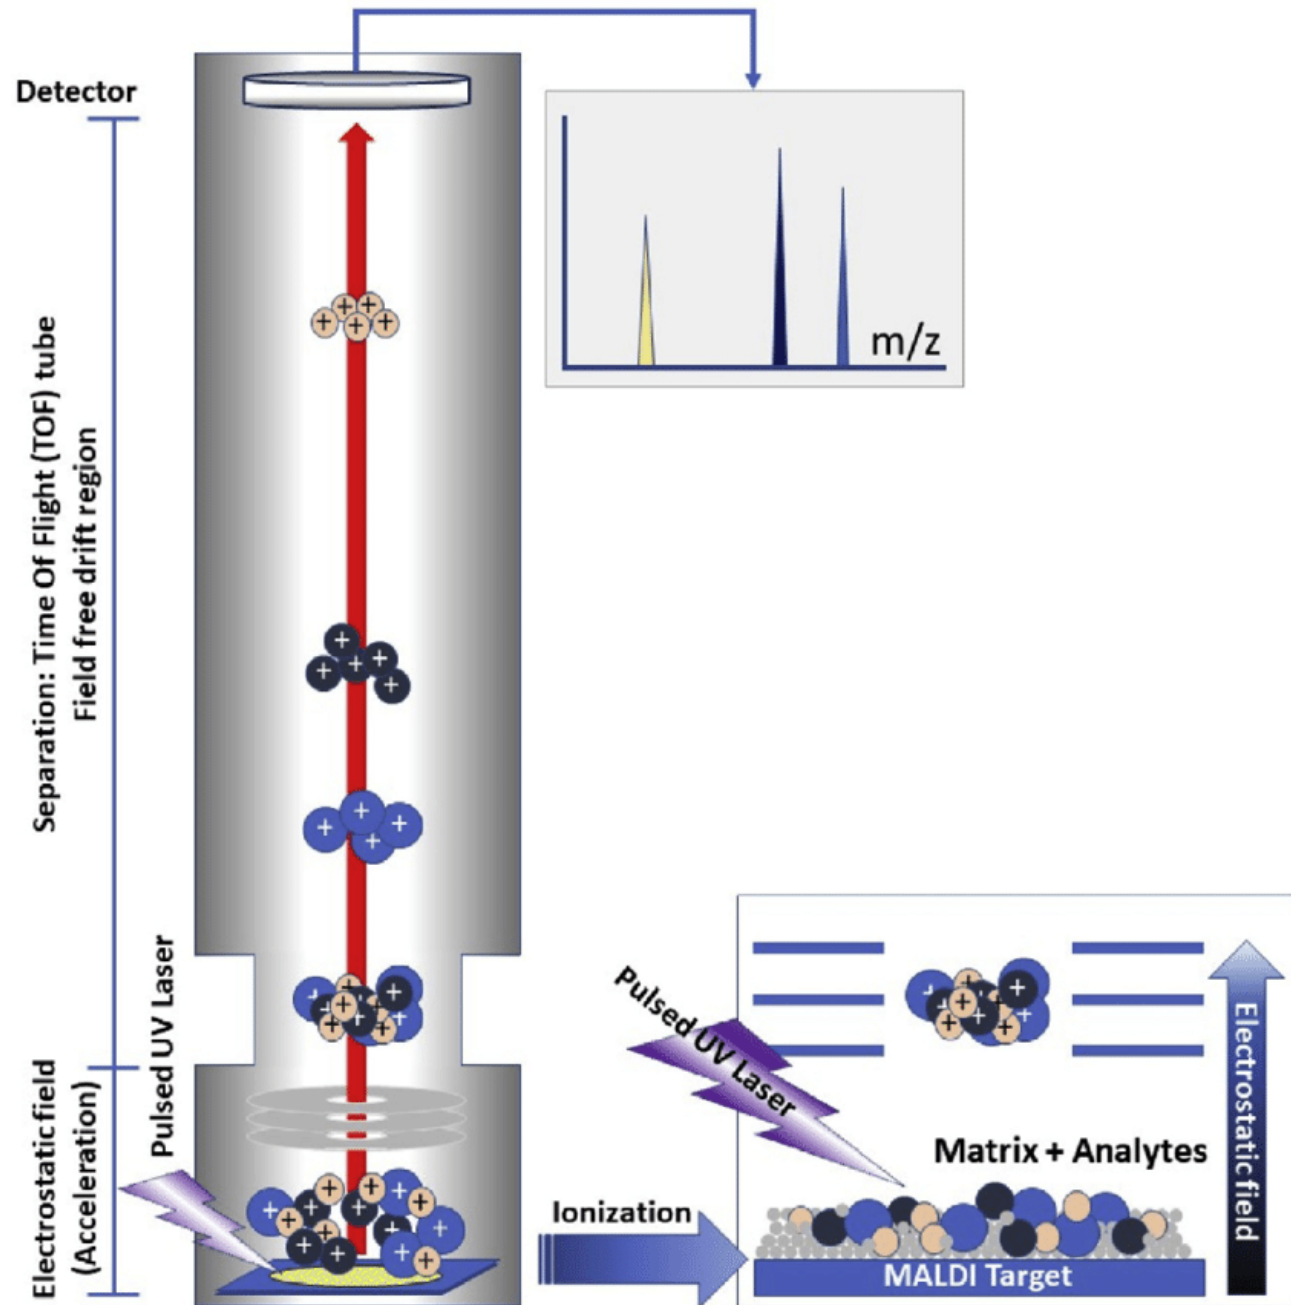 Detector
m/z
Separation: Time Of Flight (TOF) tube
Field free drift region
Pulsed UV Laser
Electrostatic field
(Acceleration)
Ionization
Pulsed UV Laser
Matrix + Analytes
MALDI Target
Electrostatic field